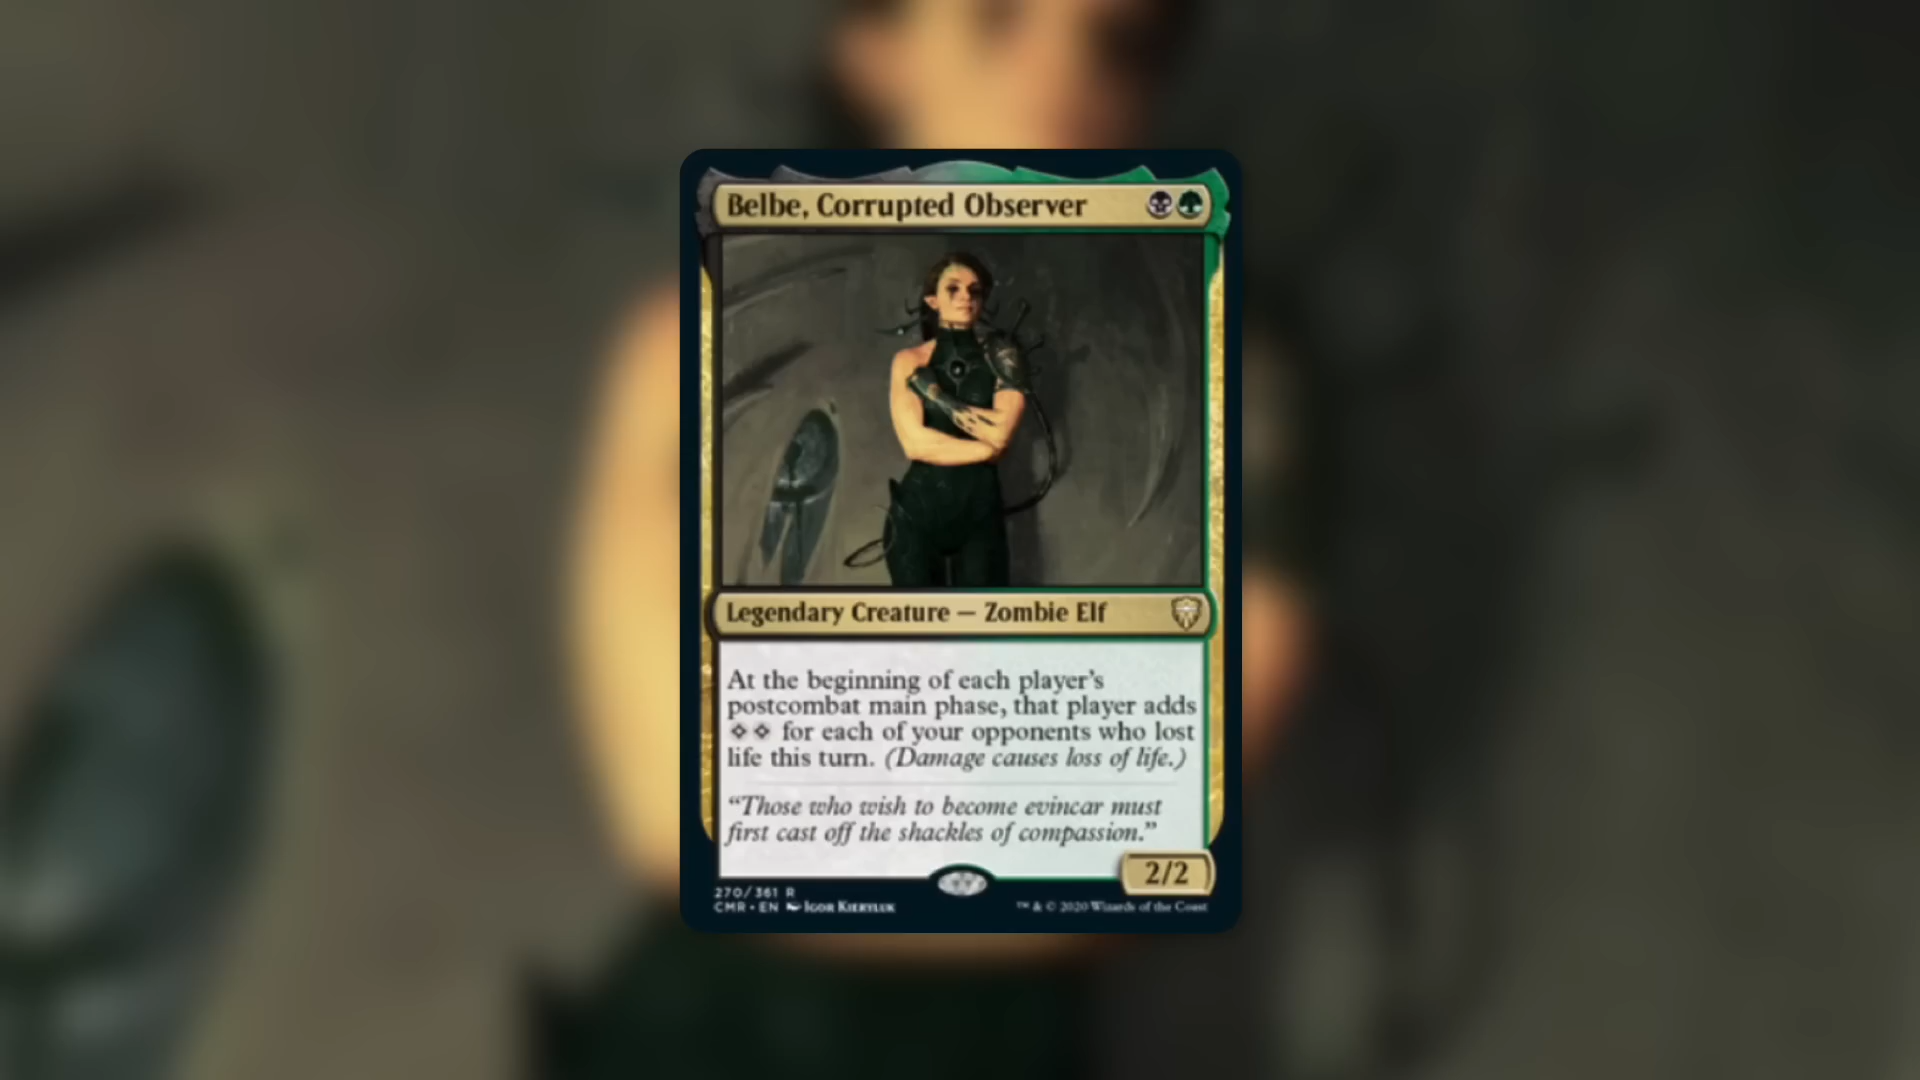 Belbe, Corrupted Observer
Legendary Creature — Zombie Elf
At the beginning of each player's
postcombat main phase, that player adds
for each of your opponents who lost
life this turn. (Damage causes loss of life.)
“Those who wish to become evincar must
first cast off the shackles of compassion.”
2/2
270/361 R
CMR • EN Igor Kieryluk
™ & © 2020 Wizards of the Coast